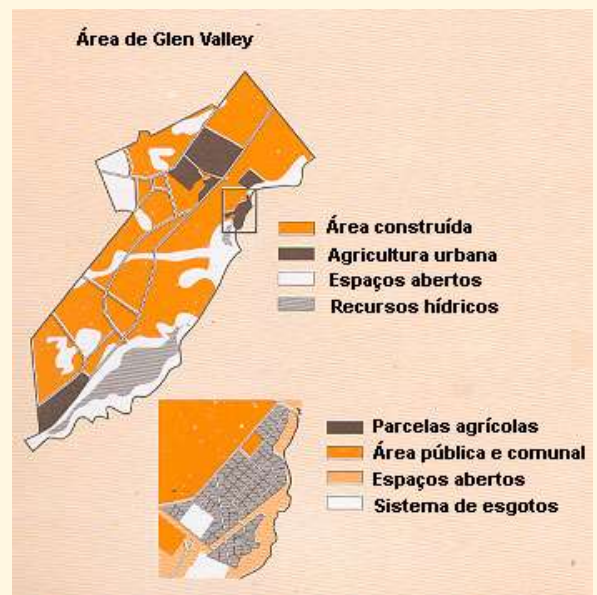 Área de Glen Valley
Área construída
Agricultura urbana
Espaços abertos
Recursos hídricos
Parcelas agrícolas
Área pública e comunal
Espaços abertos
Sistema de esgotos